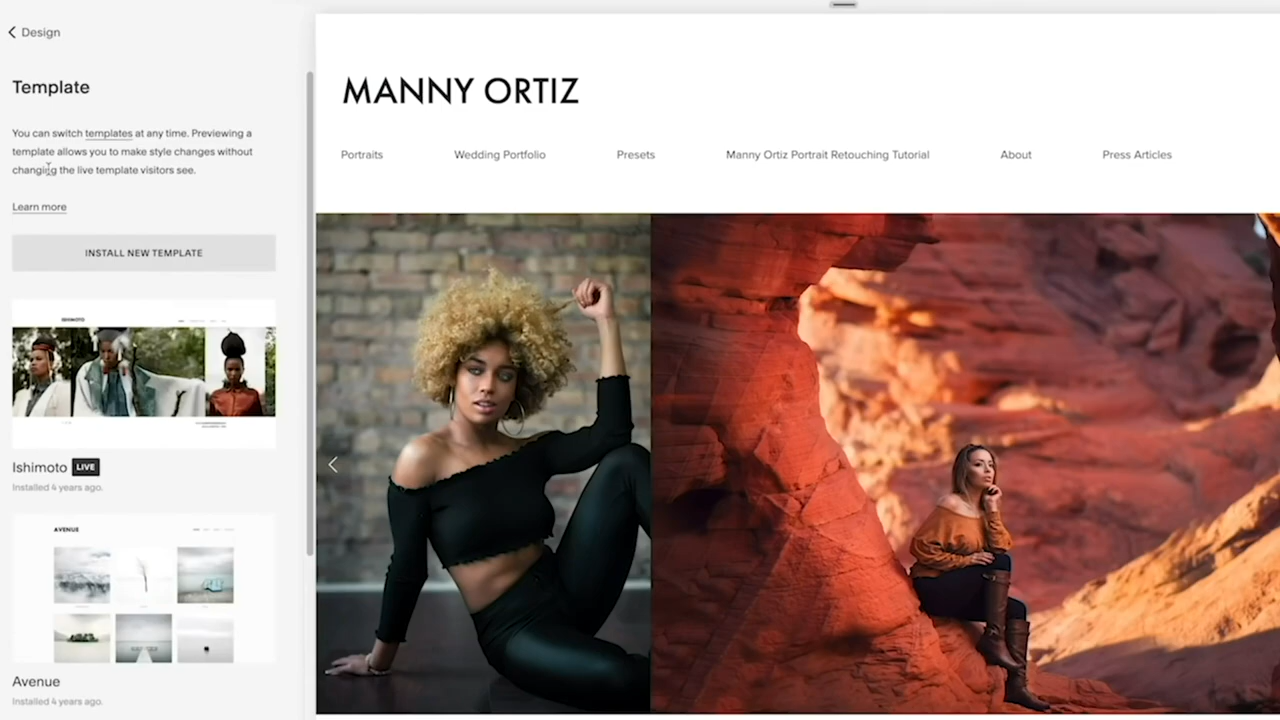 Design
Template
You can switch templates at any time. Previewing a
template allows you to make style changes without
changing the live template visitors see.
Learn more
INSTALL NEW TEMPLATE
ISHIMOTO
Ishimoto LIVE
Installed 4 years ago.
AVENUE
Avenue
Installed 4 years ago.
MANNY ORTIZ
Portraits Wedding Portfolio Presets Manny Ortiz Portrait Retouching Tutorial About Press Articles